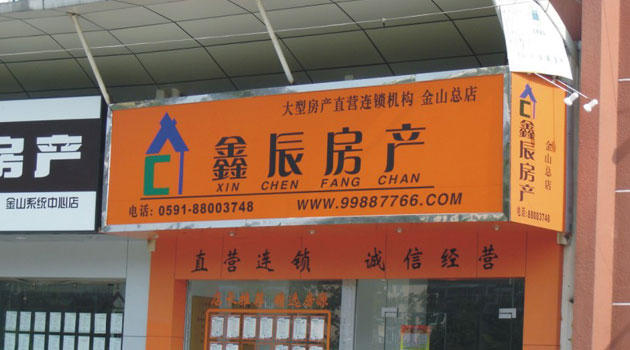 大型房产直营连锁机构 金山总店
鑫辰房产
XIN CHEN FANG CHAN
电话: 0591-88003748
WWW.99887766.COM
直营连锁 诚信经营
鑫辰房产
金山总店
88003748
房产
金山系统中心店